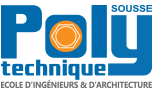 SOUSSE
Poly
technique
ECOLE D'INGÉNIEURS & D'ARCHITECTURE